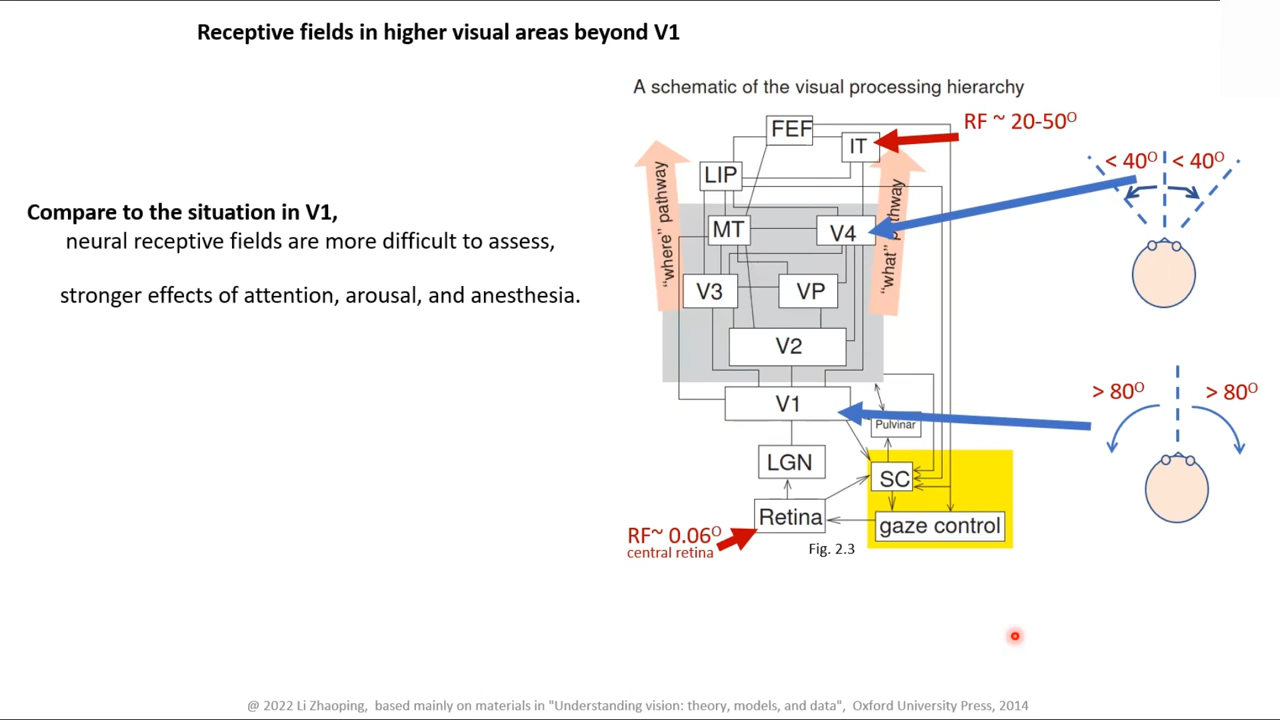 Receptive fields in higher visual areas beyond V1
A schematic of the visual processing hierarchy
Compare to the situation in V1,
neural receptive fields are more difficult to assess,
stronger effects of attention, arousal, and anesthesia.
FEF
IT
RF ~ 20-50⁰
LIP
< 40⁰
< 40⁰
"where" pathway
"what" pathway
MT
V4
V3
VP
V2
V1
Pulvinar
> 80⁰
> 80⁰
LGN
SC
Retina
gaze control
RF~ 0.06⁰
central retina
Fig. 2.3
@ 2022 Li Zhaoping, based mainly on materials in "Understanding vision: theory, models, and data", Oxford University Press, 2014